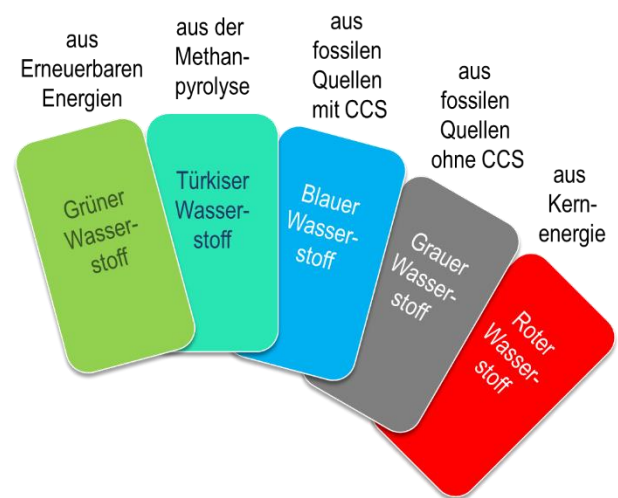 aus
Erneuerbaren
Energien
Grüner
Wasser-
stoff
aus der
Methan-
pyrolyse
Türkiser
Wasser-
stoff
aus
fossilen
Quellen
mit CCS
Blauer
Wasser-
stoff
aus
fossilen
Quellen
ohne CCS
Grauer
Wasser-
stoff
aus
Kern-
energie
Roter
Wasser-
stoff